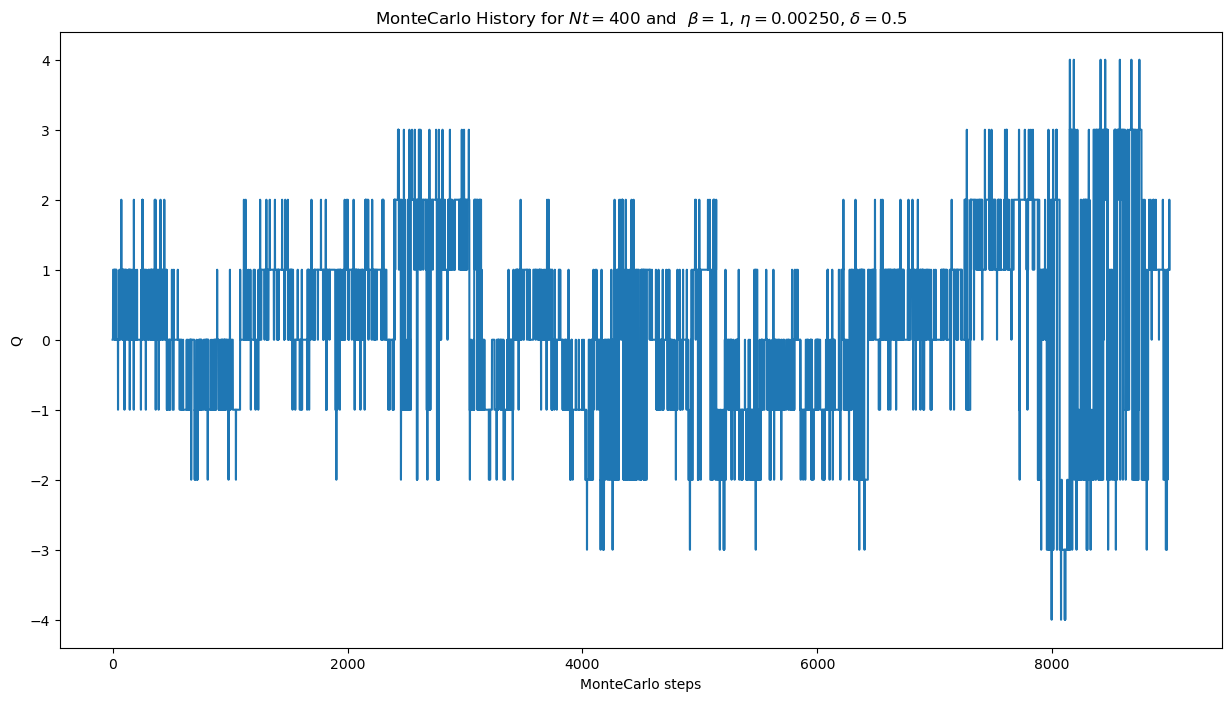 MonteCarlo History for Nt = 400 and β = 1, η = 0.00250, δ = 0.5
4
3
2
1
0
−1
−2
−3
−4
Q
0 2000 4000 6000 8000
MonteCarlo steps